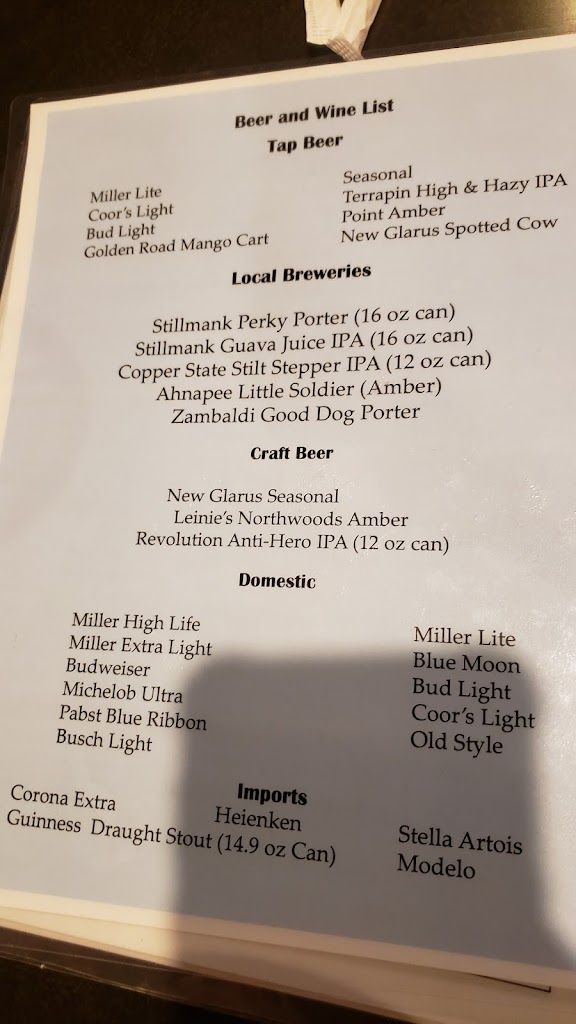 Beer and Wine List
Tap Beer
Miller Lite
Coor's Light
Bud Light
Golden Road Mango Cart
Seasonal
Terrapin High & Hazy IPA
Point Amber
New Glarus Spotted Cow
Local Breweries
Stillmank Perky Porter (16 oz can)
Stillmank Guava Juice IPA (16 oz can)
Copper State Stilt Stepper IPA (12 oz can)
Ahnapee Little Soldier (Amber)
Zambaldi Good Dog Porter
Craft Beer
New Glarus Seasonal
Leinie's Northwoods Amber
Revolution Anti-Hero IPA (12 oz can)
Domestic
Miller High Life
Miller Extra Light
Budweiser
Michelob Ultra
Pabst Blue Ribbon
Busch Light
Miller Lite
Blue Moon
Bud Light
Coor's Light
Old Style
Imports
Corona Extra
Heienken
Guinness Draught Stout (14.9 oz Can)
Stella Artois
Modelo